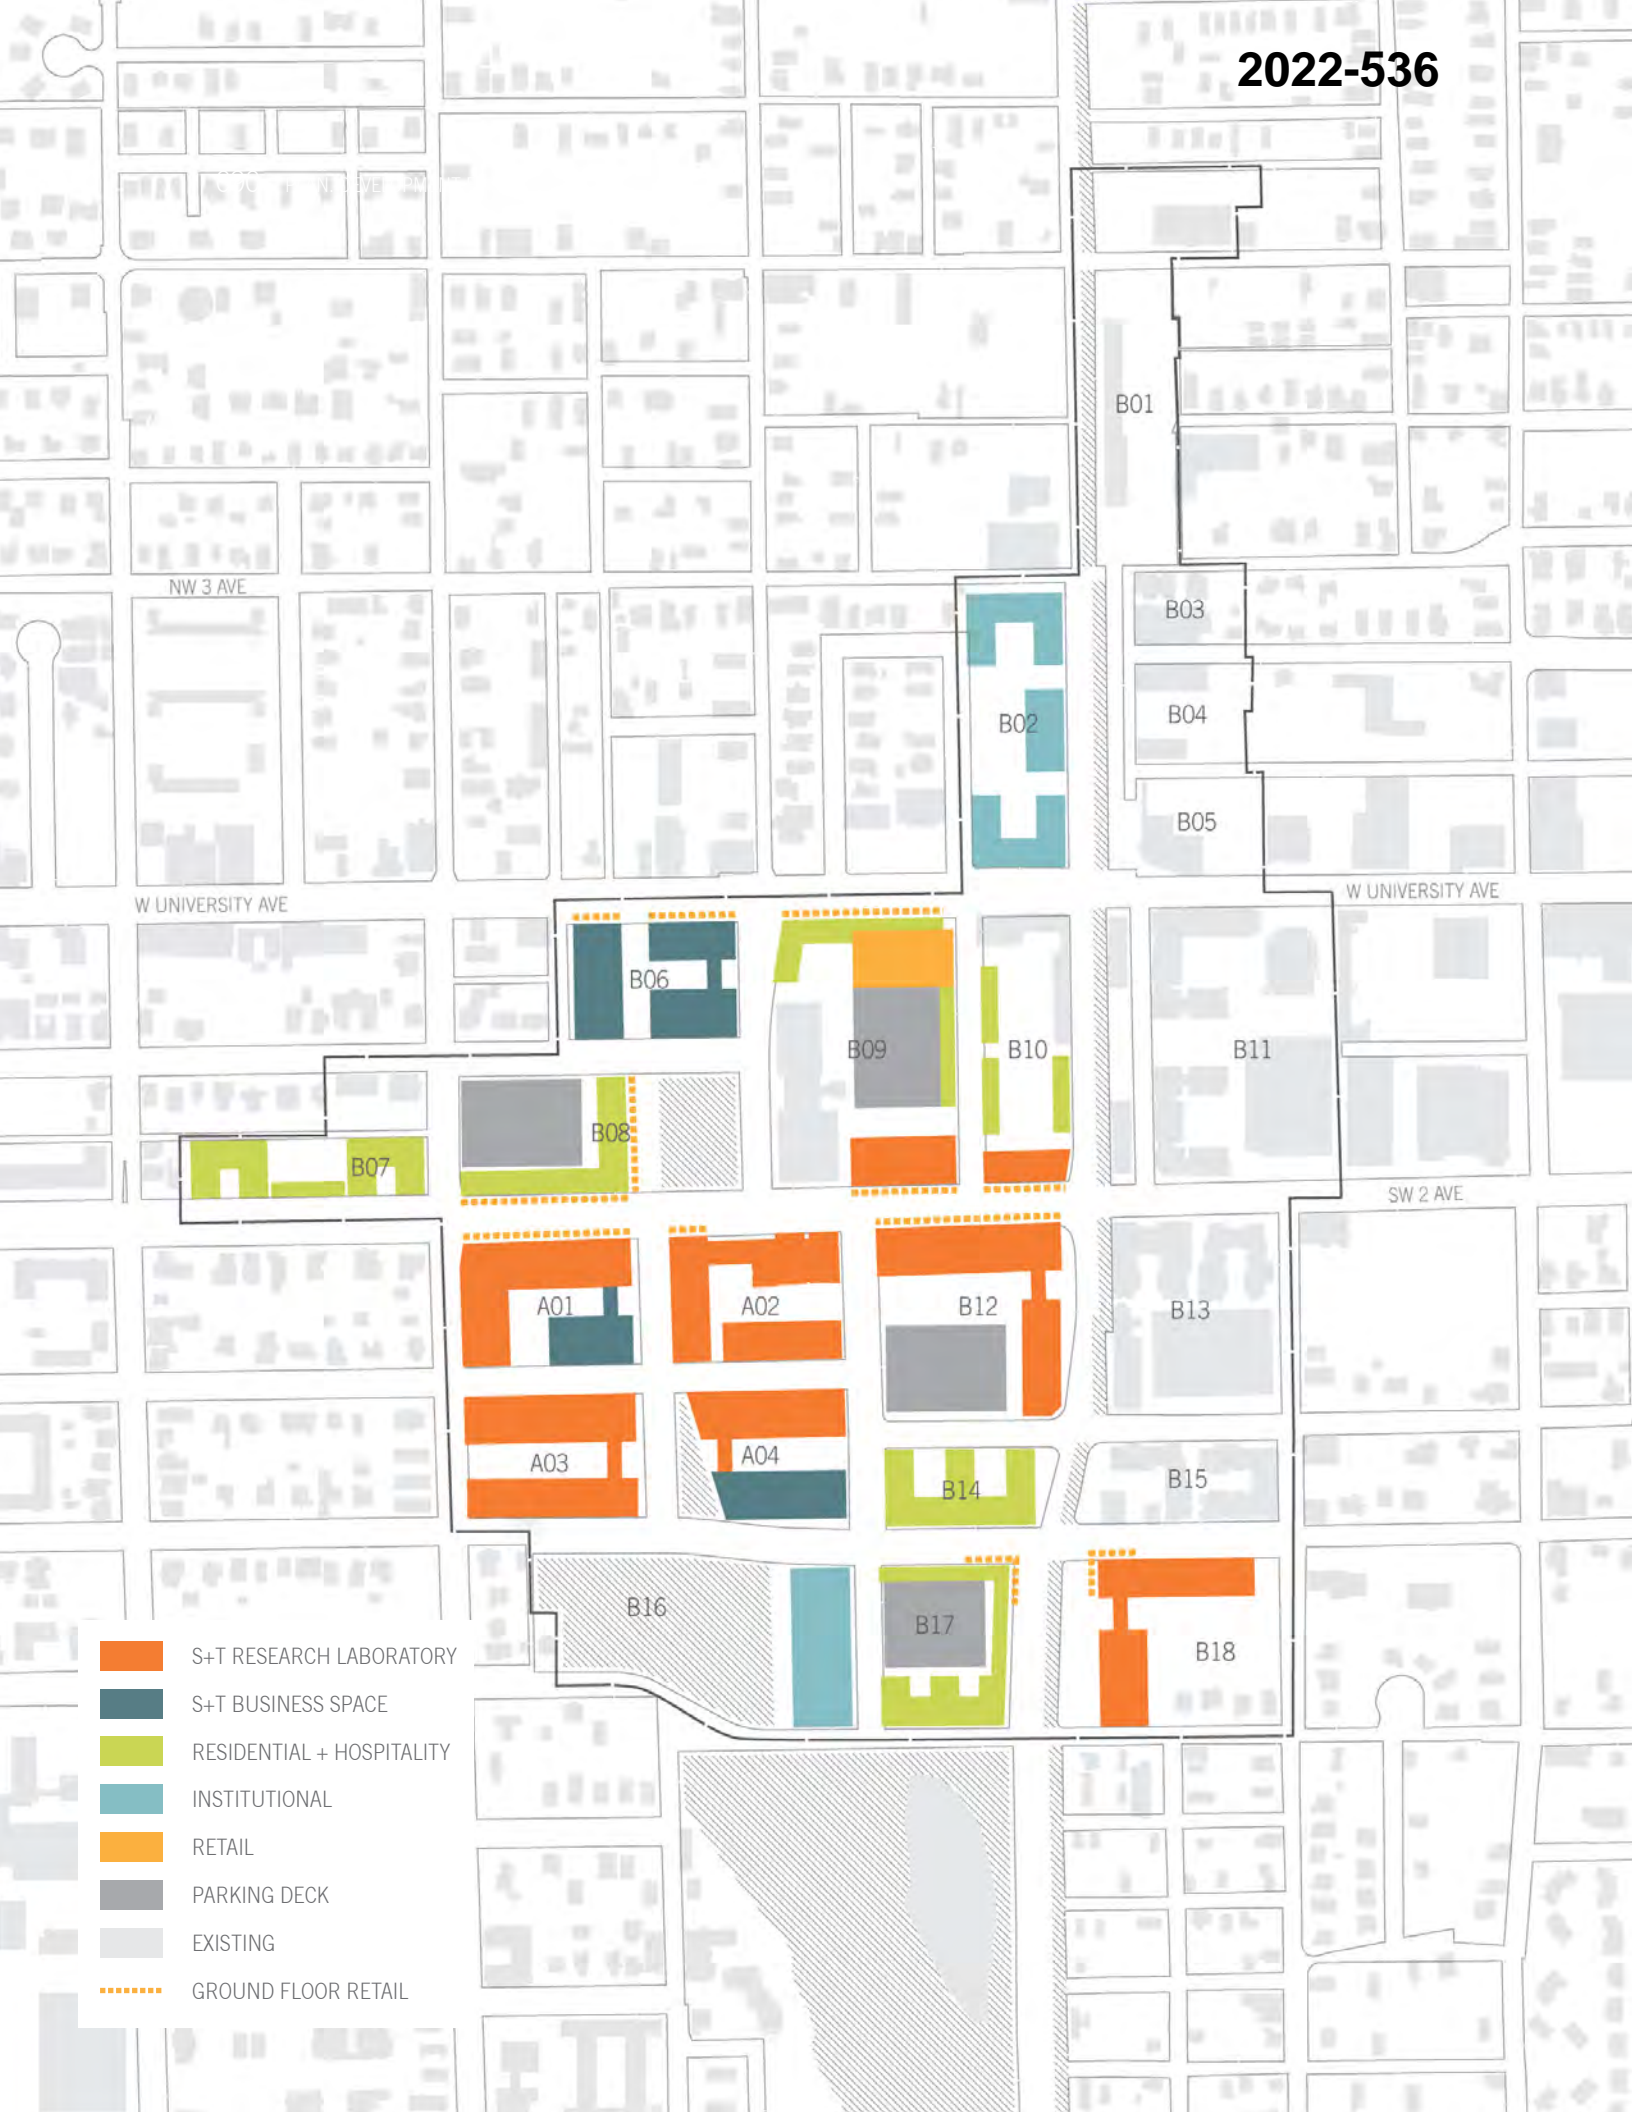 2022-536
B01
NW 3 AVE
B03
B02
B04
B05
W UNIVERSITY AVE
W UNIVERSITY AVE
B06
B09
B10
B11
B08
B07
SW 2 AVE
A01
A02
B12
B13
A03
A04
B14
B15
B16
B17
B18
S+T RESEARCH LABORATORY
S+T BUSINESS SPACE
RESIDENTIAL + HOSPITALITY
INSTITUTIONAL
RETAIL
PARKING DECK
EXISTING
GROUND FLOOR RETAIL